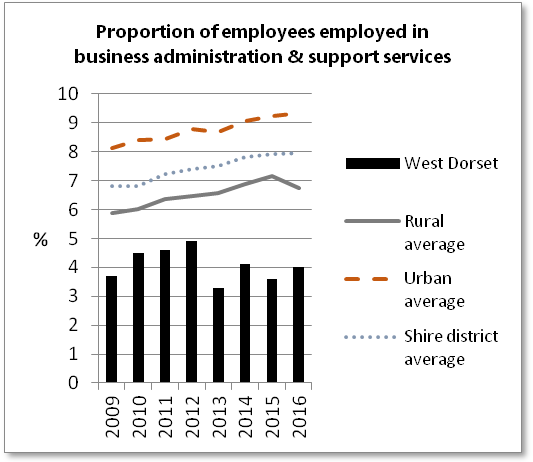 Proportion of employees employed in
business administration & support services
10
9
8
7
6
5
4
3
2
1
0
%
2009
2010
2011
2012
2013
2014
2015
2016
West Dorset
Rural
average
Urban
average
Shire district
average